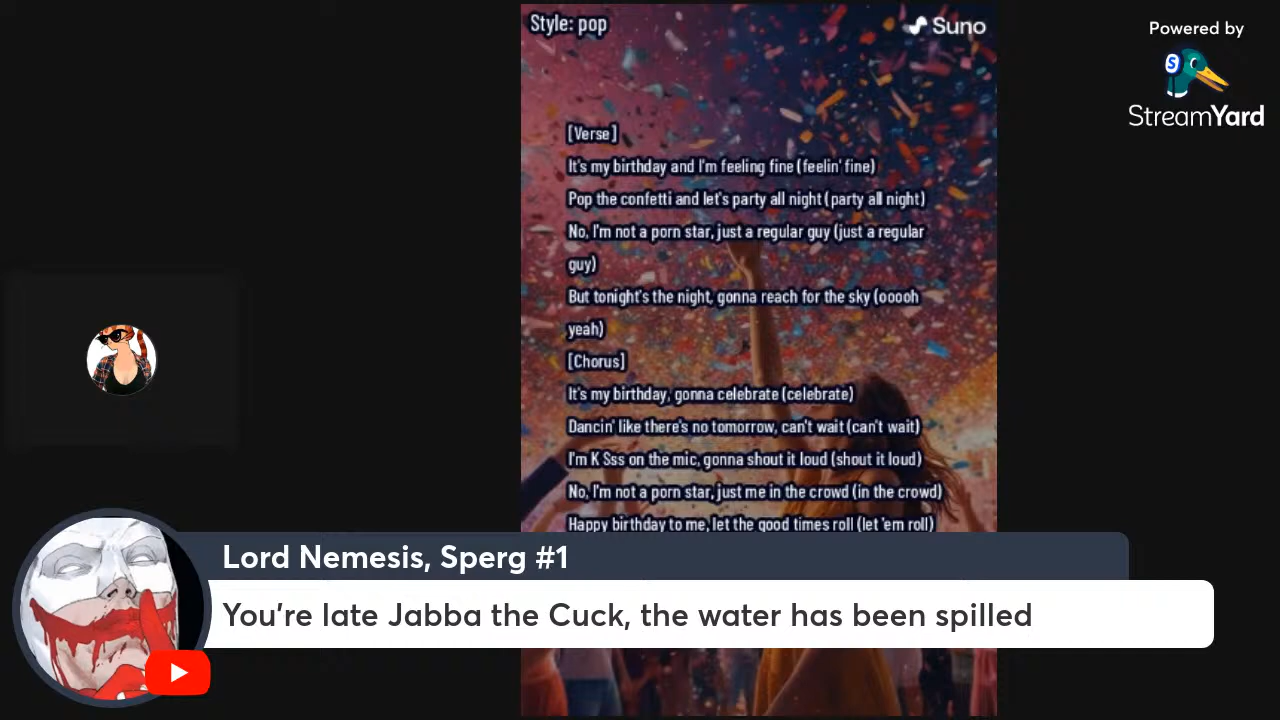 Style: pop
Suno
Powered by
S
StreamYard
[Verse]
It's my birthday and I'm feeling fine (feelin' fine)
Pop the confetti and let's party all night (party all night)
No, I'm not a porn star, just a regular guy (just a regular
guy)
But tonight's the night, gonna reach for the sky (ooooh
yeah)
[Chorus]
It's my birthday, gonna celebrate (celebrate)
Dancin' like there's no tomorrow, can't wait (can't wait)
I'm K Sss on the mic, gonna shout it loud (shout it loud)
No, I'm not a porn star, just me in the crowd (in the crowd)
Happy birthday to me, let the good times roll (let 'em roll)
Lord Nemesis, Sperg #1
You're late Jabba the Cuck, the water has been spilled